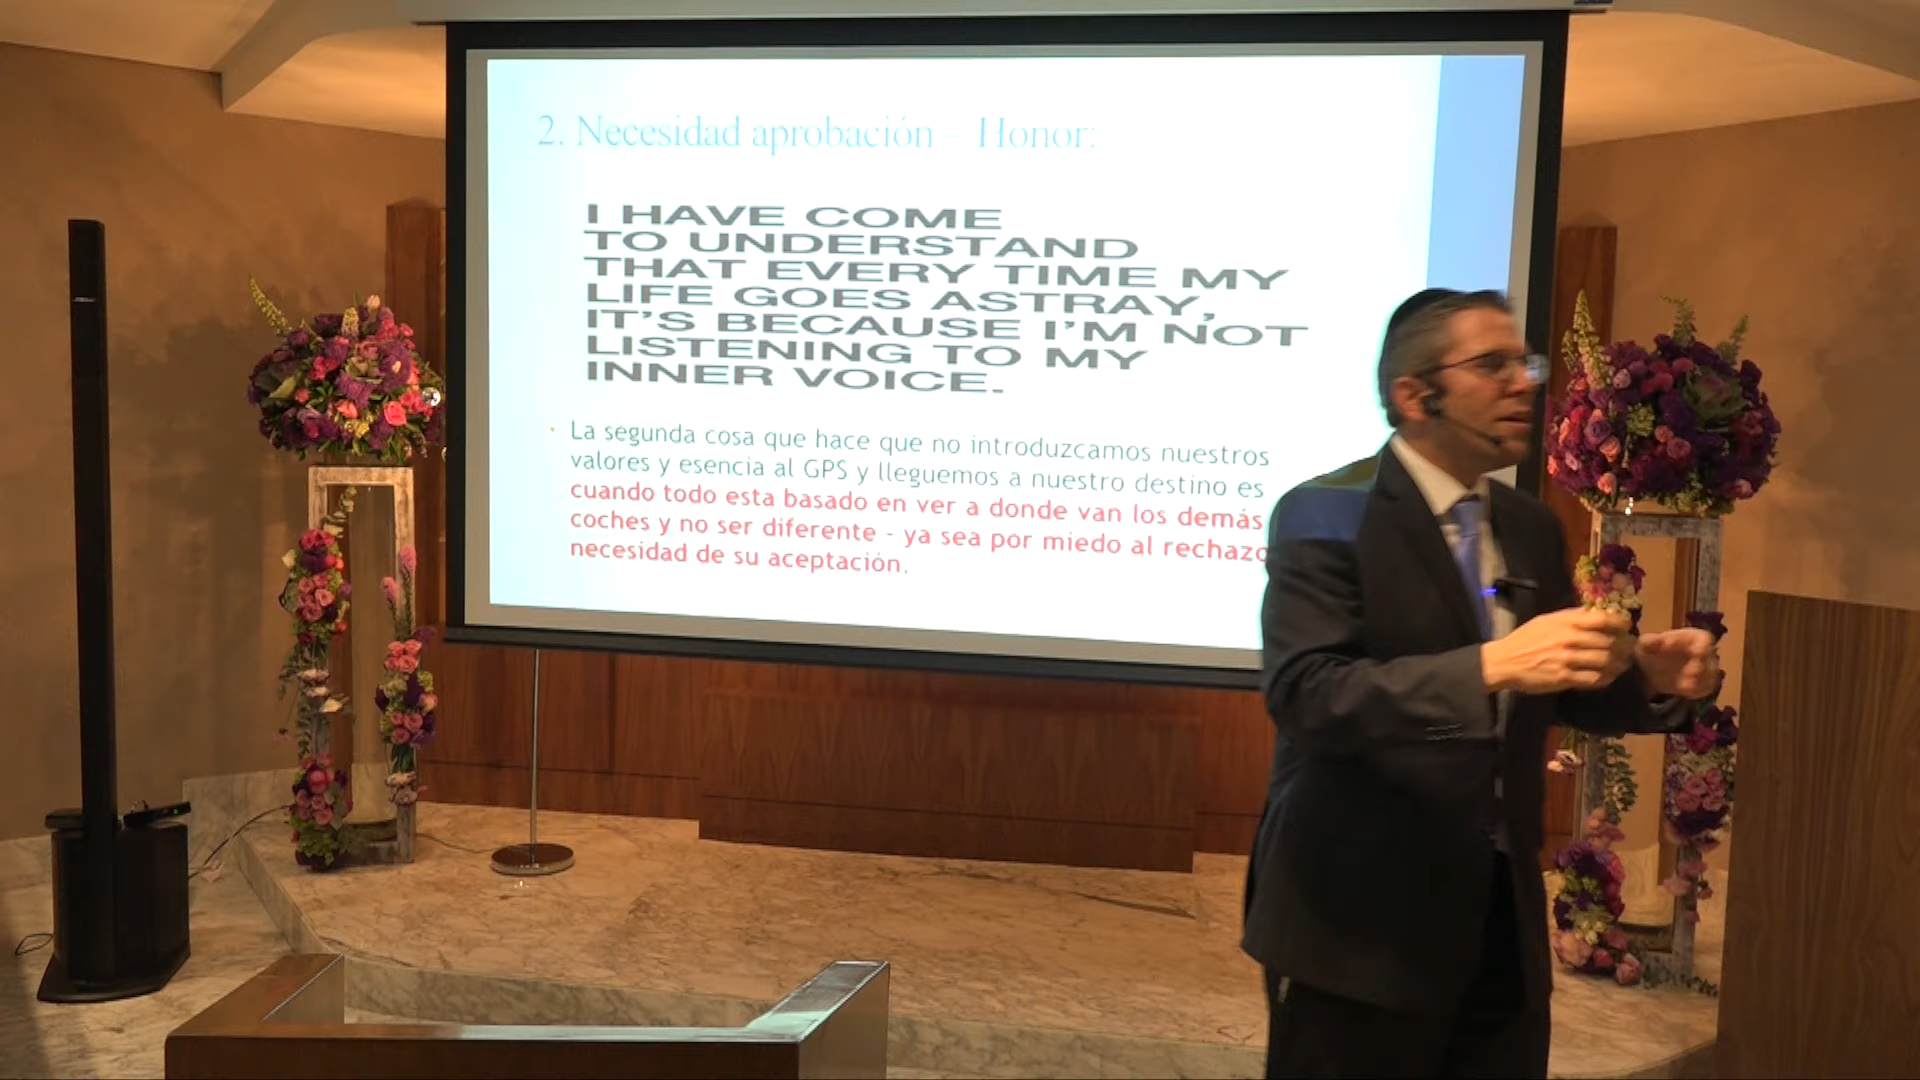 2. Necesidad aprobación – Honor:
I HAVE COME
TO UNDERSTAND
THAT EVERY TIME MY
LIFE GOES ASTRAY,
IT'S BECAUSE I'M NOT
LISTENING TO MY
INNER VOICE.
• La segunda cosa que hace que no introduzcamos nuestros
valores y esencia al GPS y lleguemos a nuestro destino es
cuando todo esta basado en ver a donde van los demás
coches y no ser diferente - ya sea por miedo al rechazo
necesidad de su aceptación.